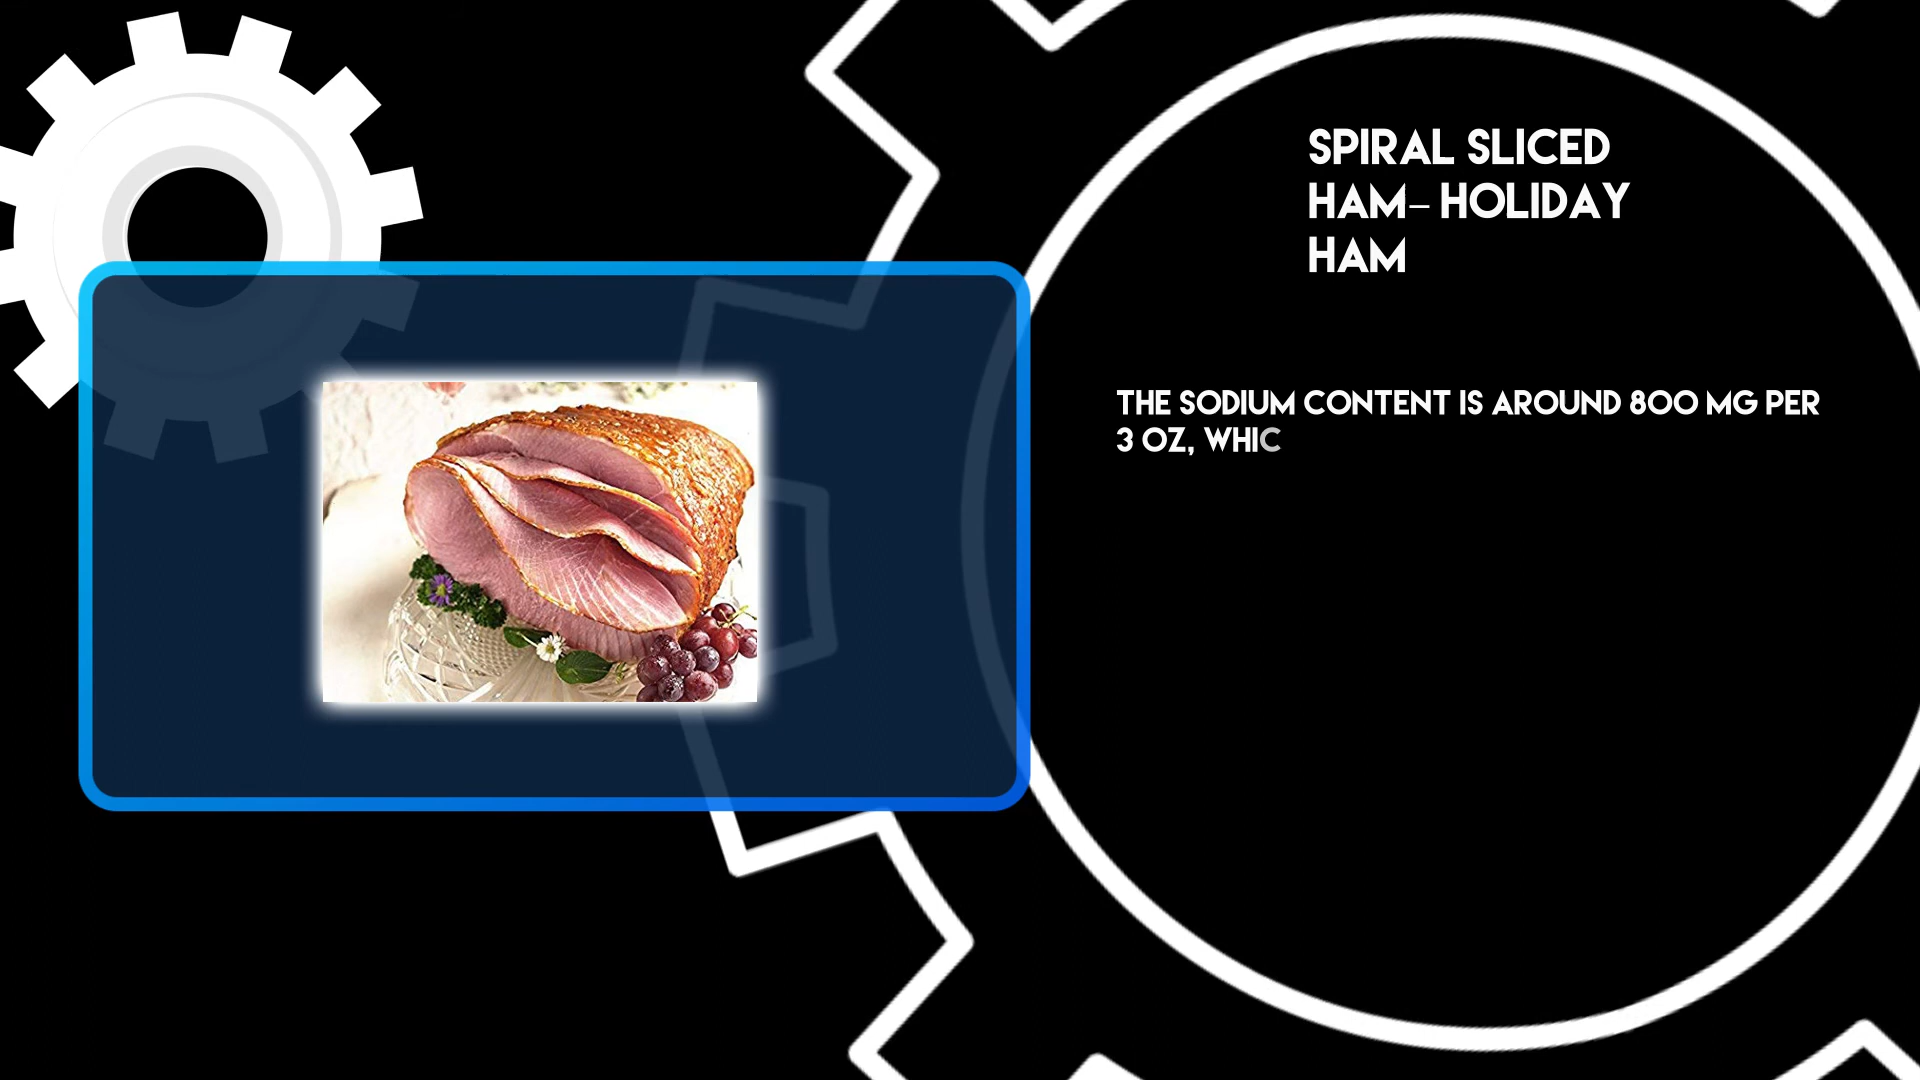 SPIRAL SLICED
HAM– HOLIDAY
HAM
THE SODIUM CONTENT IS AROUND 800 MG PER
3 OZ, WHIC